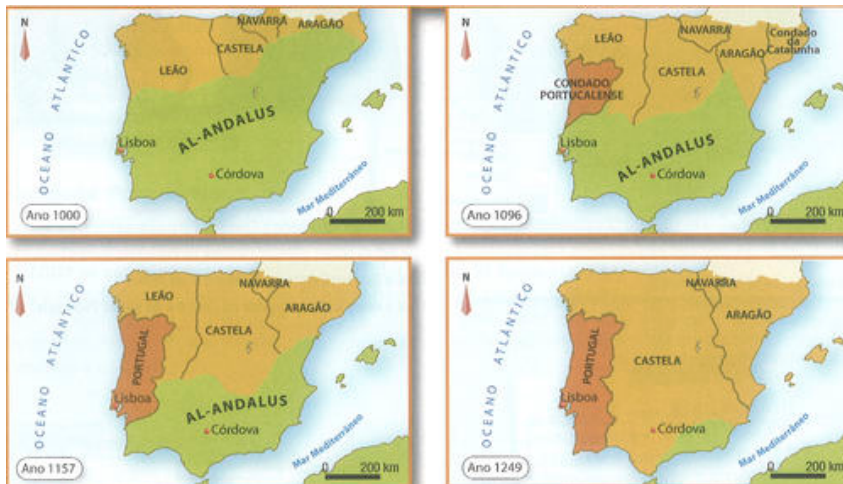 N
OCEANO ATLÂNTICO
LEÃO
CASTELA
NAVARRA
ARAGÃO
AL-ANDALUS
Lisboa
Córdova
Mar Mediterrâneo
Ano 1000
0 200 km
N
OCEANO ATLÂNTICO
LEÃO
NAVARRA
Condado
da
Catalunha
ARAGÃO
CASTELA
CONDADO
PORTUCALENSE
Lisboa
AL-ANDALUS
Córdova
Mar Mediterrâneo
Ano 1096
0 200 km
N
OCEANO ATLÂNTICO
LEÃO
NAVARRA
ARAGÃO
CASTELA
PORTUGAL
Lisboa
AL-ANDALUS
Córdova
Mar Mediterrâneo
Ano 1157
0 200 km
N
OCEANO ATLÂNTICO
NAVARRA
ARAGÃO
CASTELA
PORTUGAL
Lisboa
Córdova
Mar Mediterrâneo
Ano 1249
0 200 km